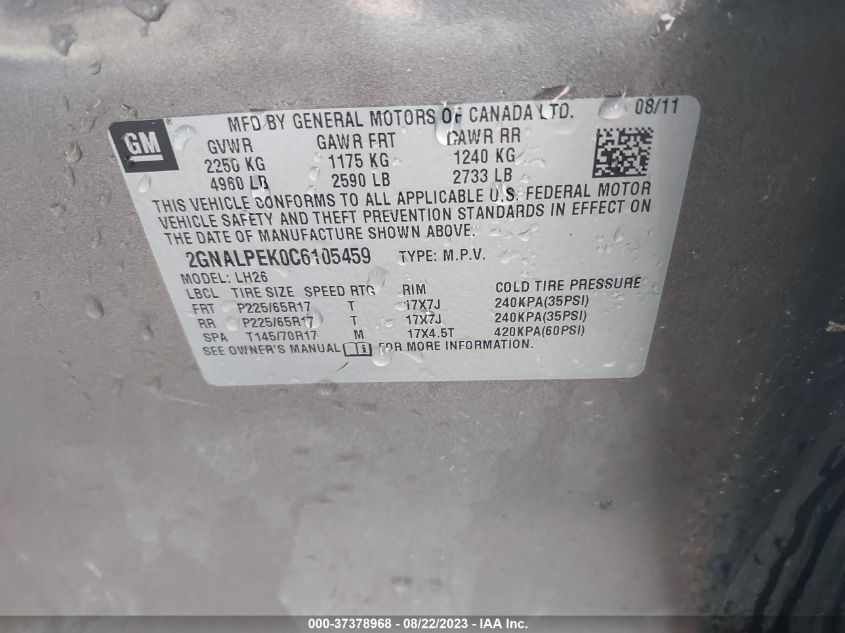 GM
MFD BY GENERAL MOTORS OF CANADA LTD. 08/11
GVWR GAWR FRT GAWR RR
2250 KG 1175 KG 1240 KG
4960 LB 2590 LB 2733 LB
THIS VEHICLE CONFORMS TO ALL APPLICABLE U.S. FEDERAL MOTOR
VEHICLE SAFETY AND THEFT PREVENTION STANDARDS IN EFFECT ON
THE DATE OF MANUFACTURE SHOWN ABOVE.
2GNALPEK0C6105459 TYPE: M.P.V.
MODEL: LH26
LBCL TIRE SIZE SPEED RTG RIM COLD TIRE PRESSURE
FRT P225/65R17 T 17X7J 240KPA(35PSI)
RR P225/65R17 T 17X7J 240KPA(35PSI)
SPA T145/70R17 M 17X4.5T 420KPA(60PSI)
SEE OWNER'S MANUAL FOR MORE INFORMATION.
000-37378968 - 08/22/2023 - IAA Inc.